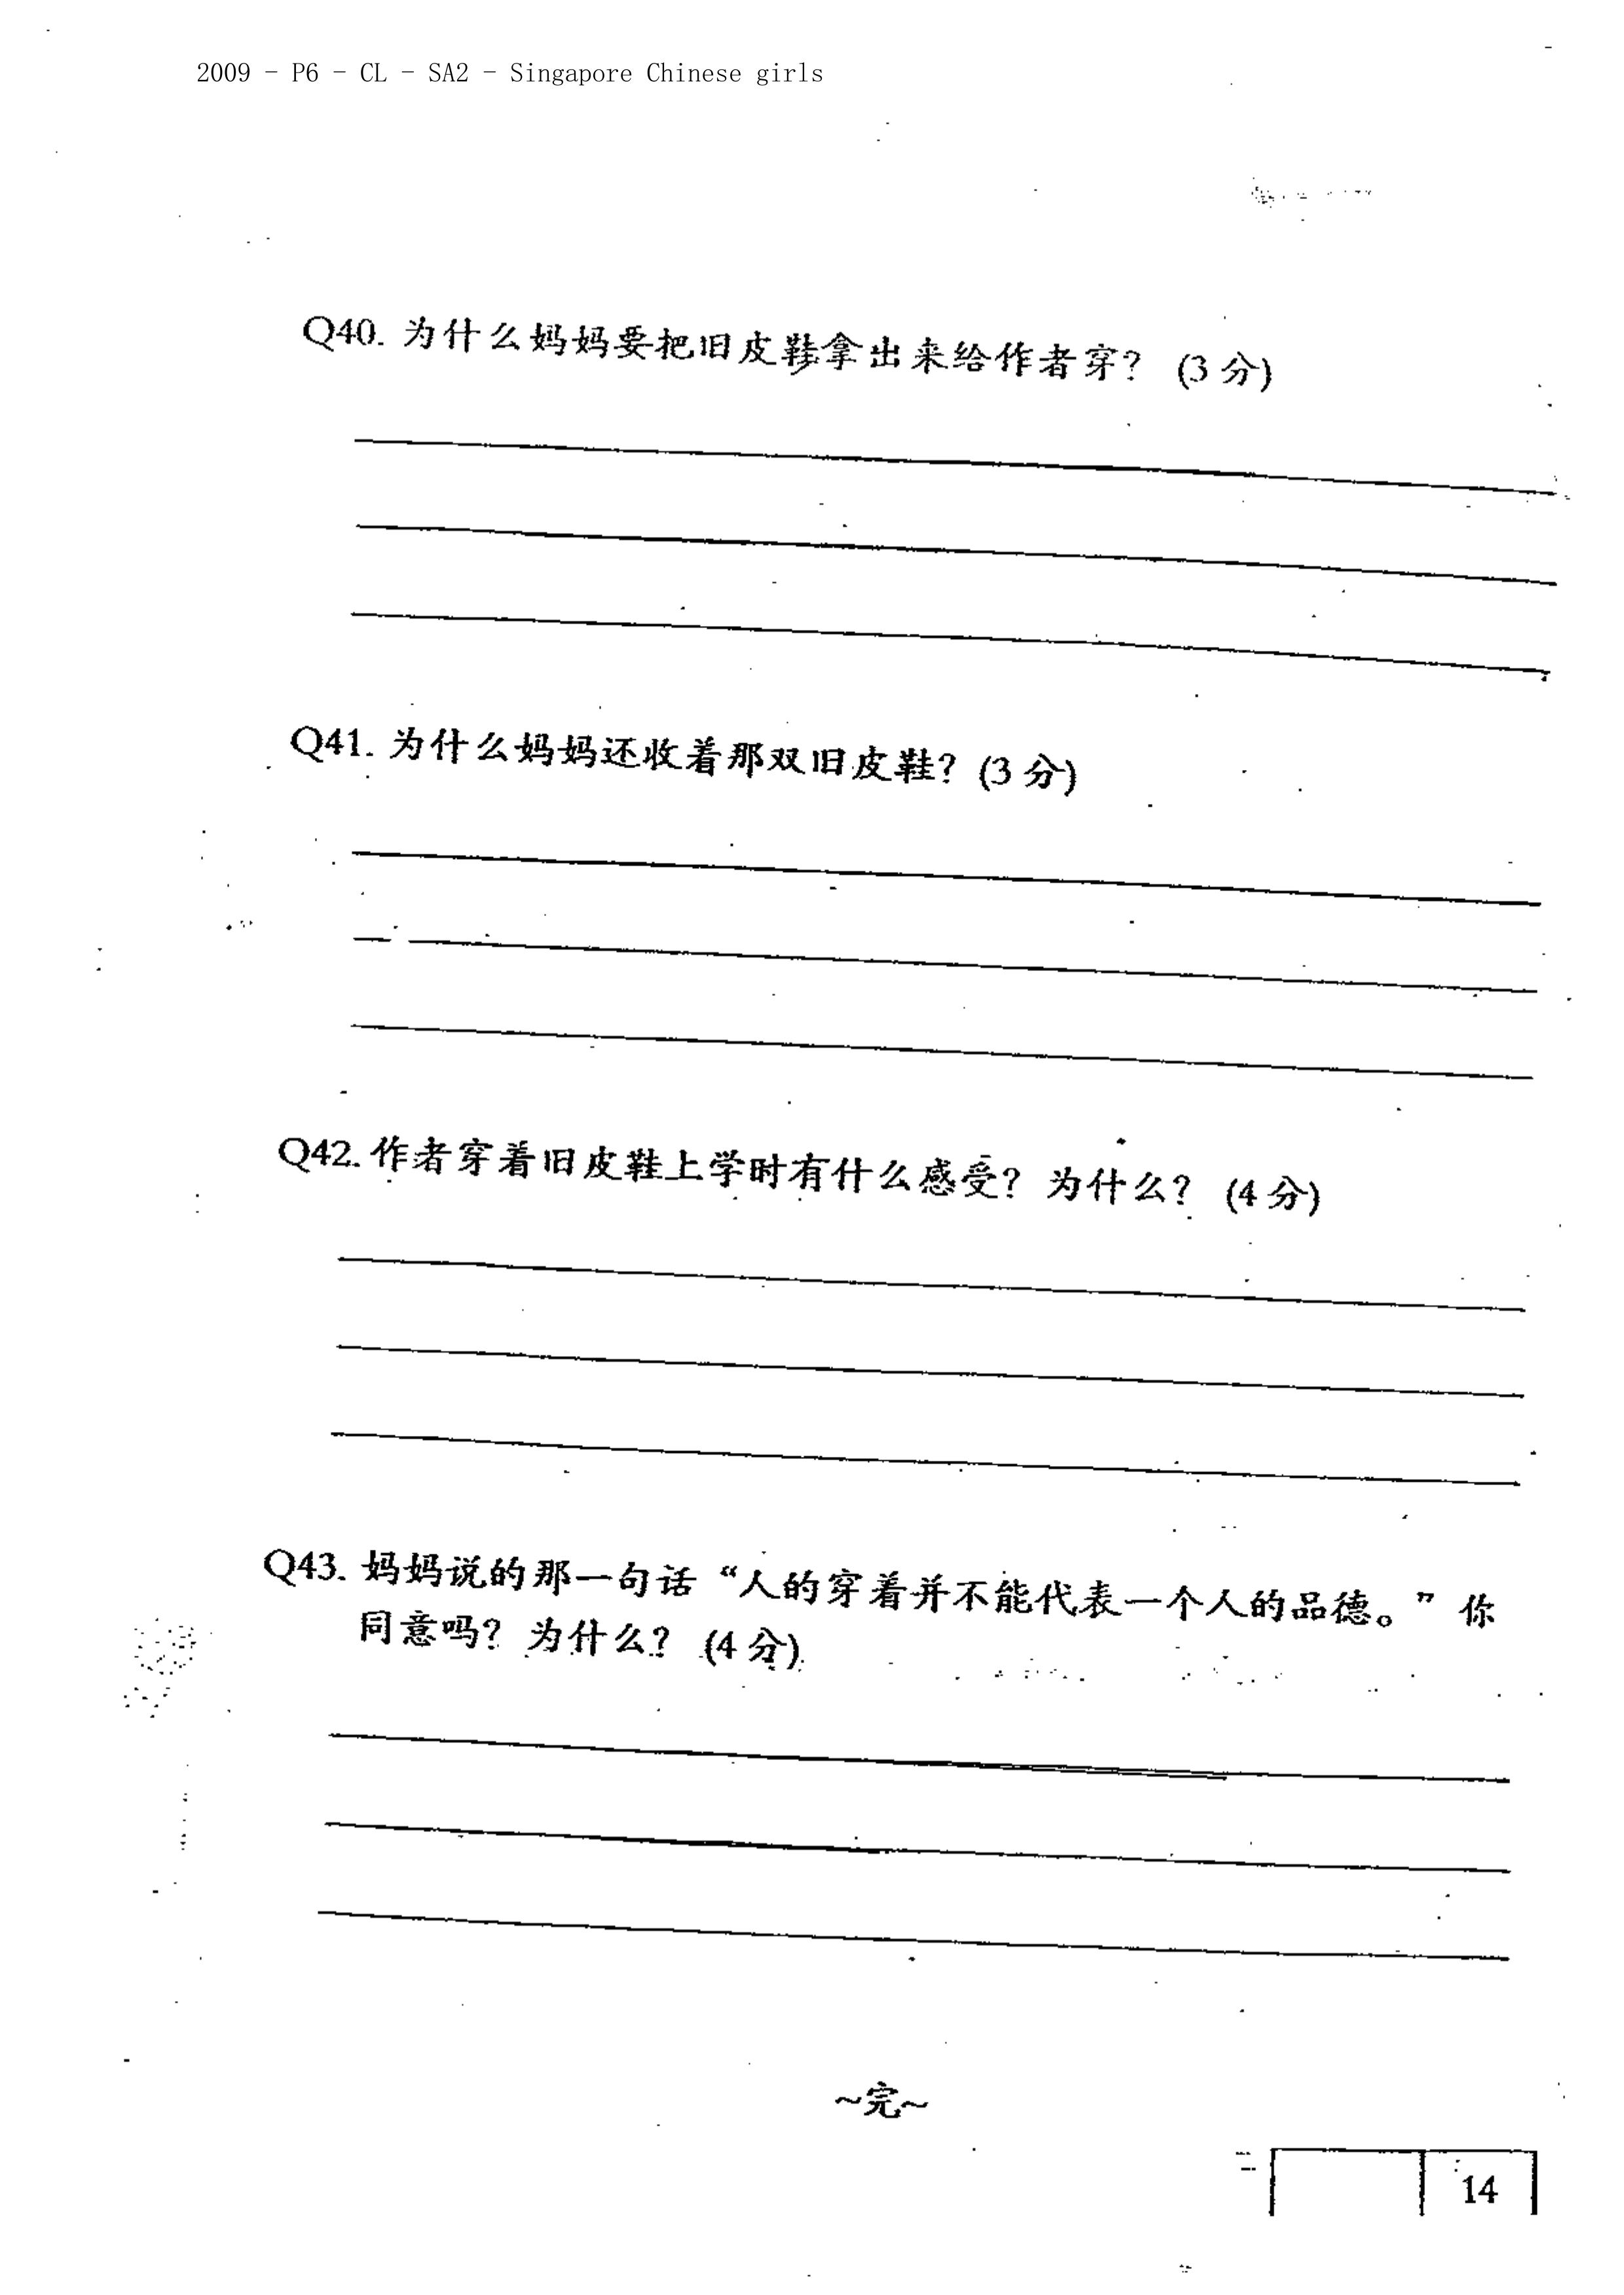 2009 - P6 - CL - SA2 - Singapore Chinese girls
Q40. 为什么妈妈要把旧皮鞋拿出来给作者穿？ (3 分)
Q41. 为什么妈妈还收着那双旧皮鞋？(3 分)
Q42. 作者穿着旧皮鞋上学时有什么感受？ 为什么？ (4 分)
Q43. 妈妈说的那一句话“人的穿着并不能代表一个人的品德。” 你
同意吗？ 为什么？ (4 分)
~完~
14